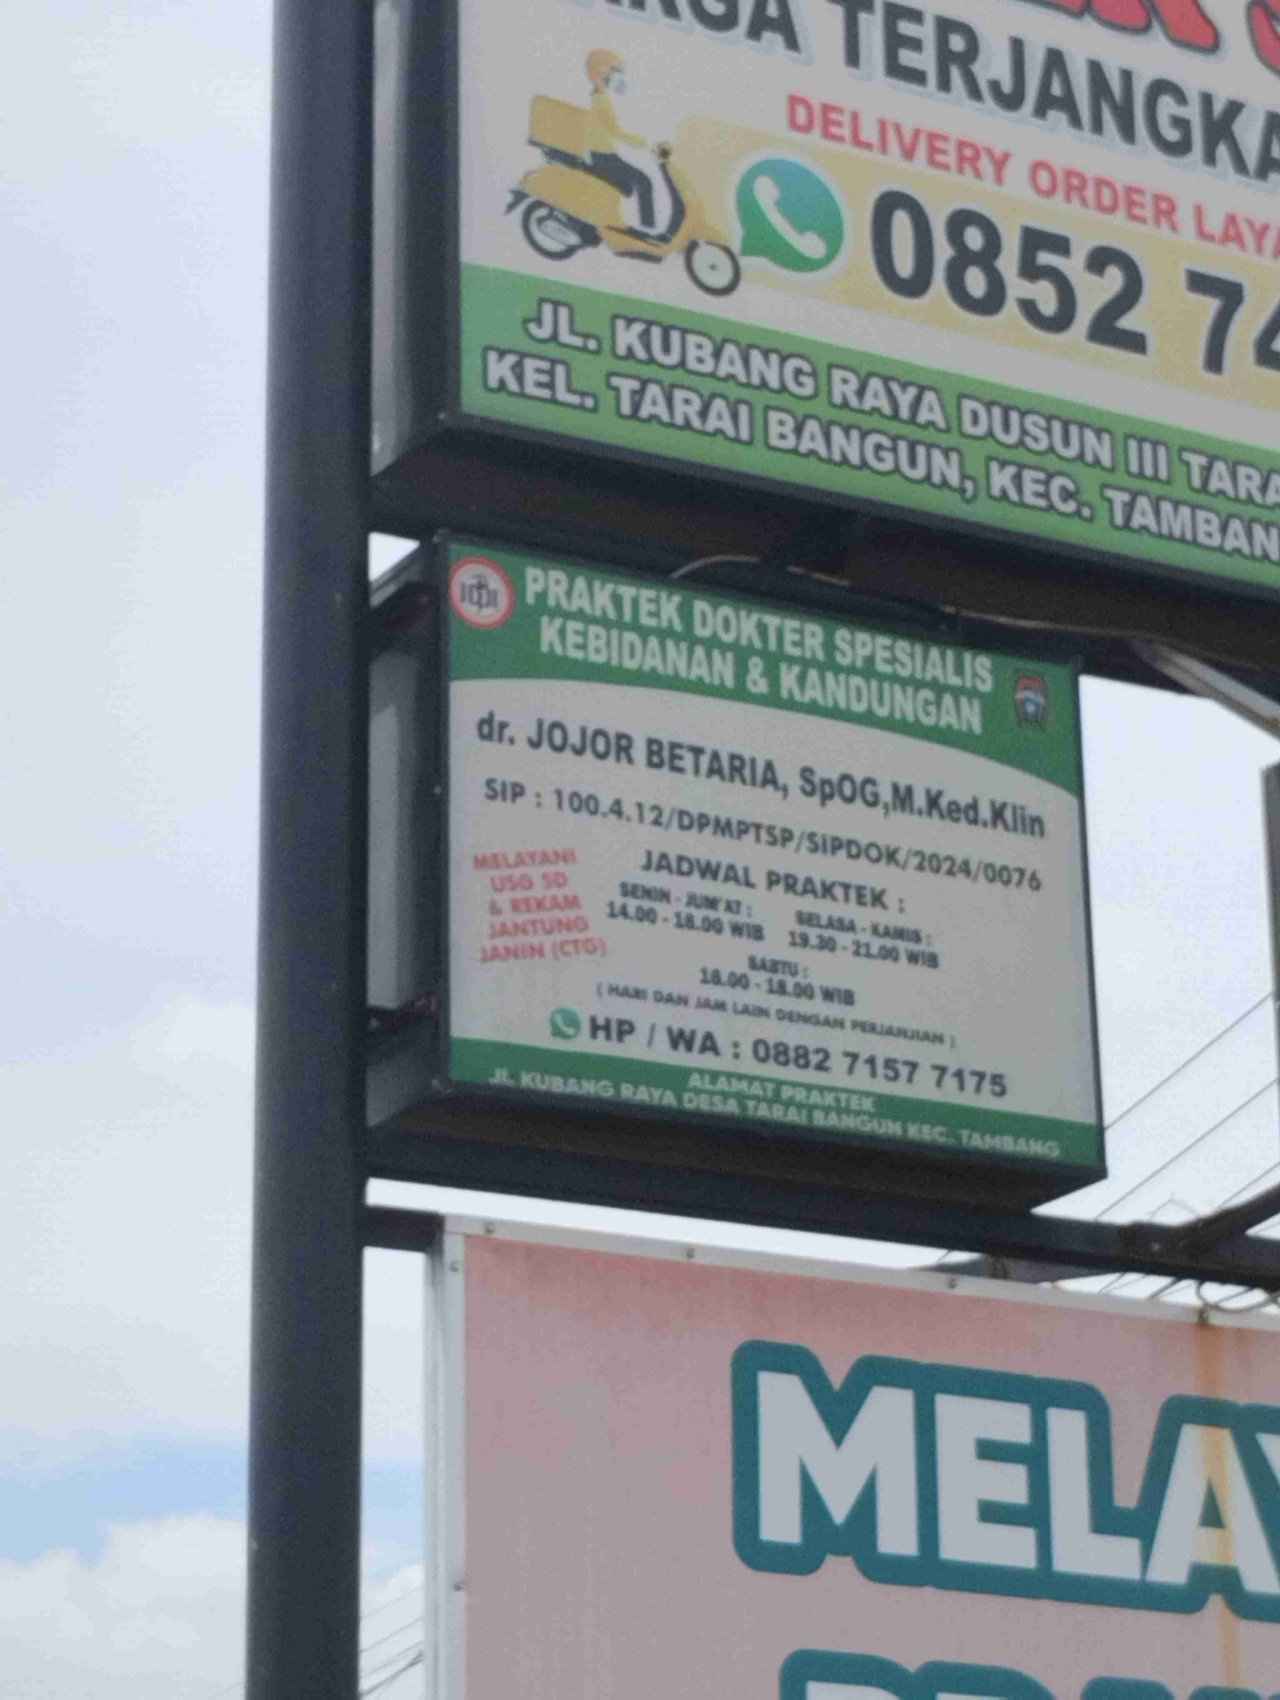 RGA TERJANGKA
DELIVERY ORDER LAYA
0852 74
JL. KUBANG RAYA DUSUN III TARA
KEL. TARAI BANGUN, KEC. TAMBAN
PRAKTEK DOKTER SPESIALIS
KEBIDANAN & KANDUNGAN
dr. JOJOR BETARIA, SpOG,M.Ked.Klin
SIP : 100.4.12/DPMPTSP/SIPDOK/2024/0076
MELAYANI
USG 5D
& REKAM
JANTUNG
JANIN (CTG)
JADWAL PRAKTEK :
SENIN - JUM'AT :
14.00 - 18.00 WIB
SELASA - KAMIS :
19.30 - 21.00 WIB
SABTU :
16.00 - 18.00 WIB
( HARI DAN JAM LAIN DENGAN PERJANJIAN )
HP / WA : 0882 7157 7175
ALAMAT PRAKTEK
JL KUBANG RAYA DESA TARAI BANGUN KEC. TAMBANG
MELAY